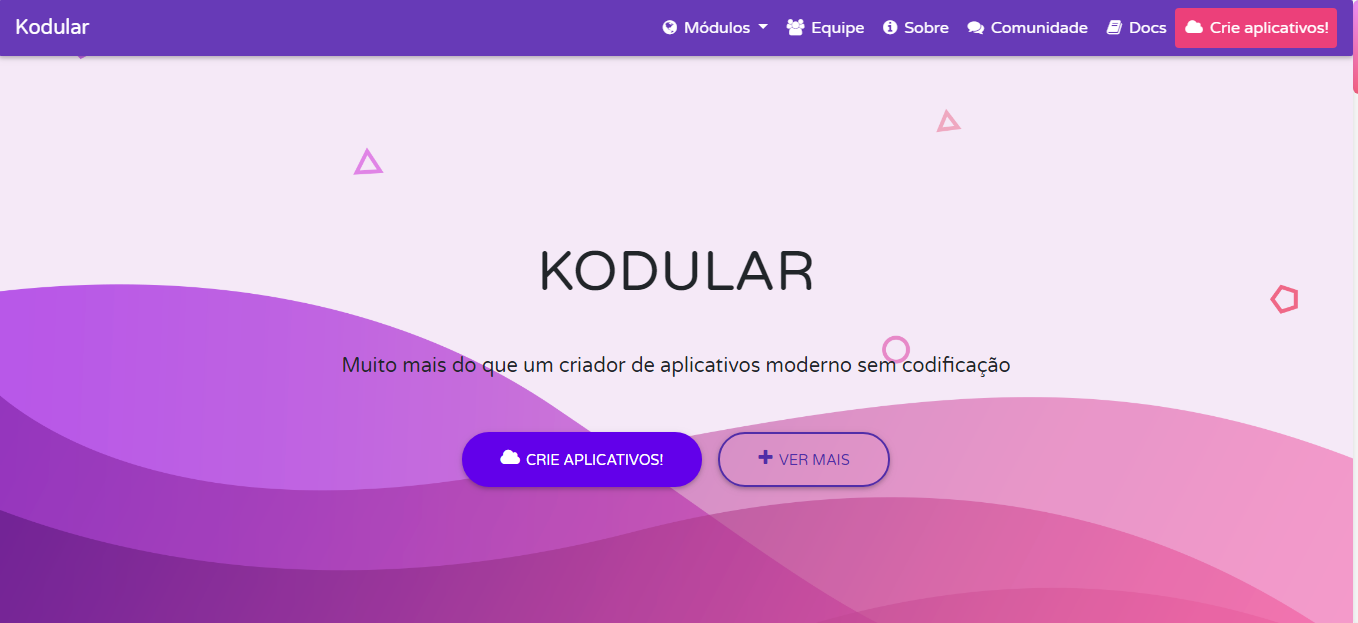 Kodular Módulos Equipe Sobre Comunidade Docs Crie aplicativos!
KODULAR
Muito mais do que um criador de aplicativos moderno sem codificação
CRIE APLICATIVOS! VER MAIS